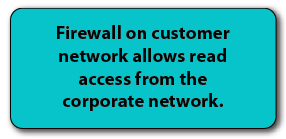 Firewall on customer
network allows read
access from the
corporate network.